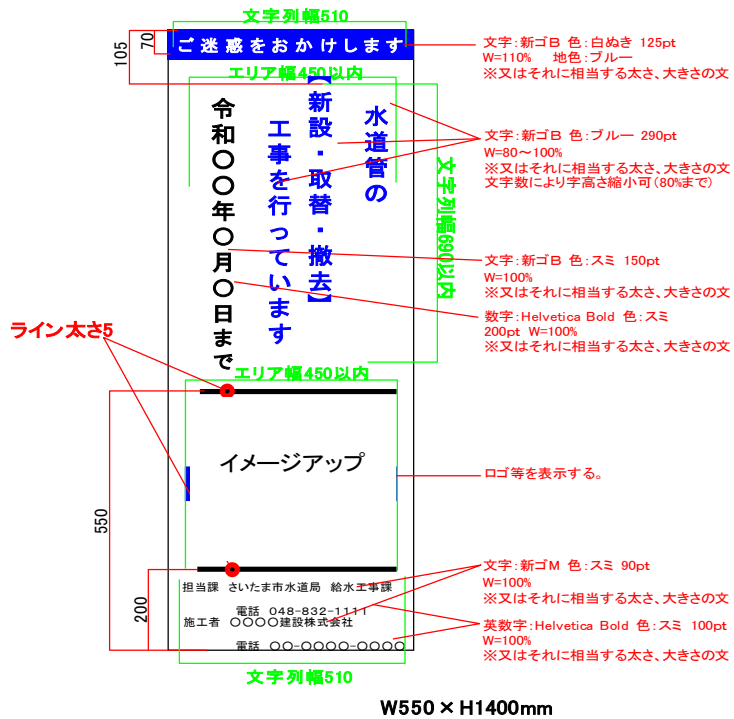 文字列幅510
105
70
ご迷惑をおかけします
文字：新ゴB 色：白ぬき 125pt
W=110% 地色：ブルー
※又はそれに相当する太さ、大きさの文
エリア幅450以内
水道管の
【新設・取替・撤去】
工事を行っています
令和〇〇年〇月〇日まで
文字列幅690以内
文字：新ゴB 色：ブルー 290pt
W=80～100%
※又はそれに相当する太さ、大きさの文
文字数により字高さ縮小可（80%まで）
文字：新ゴB 色：スミ 150pt
W=100%
※又はそれに相当する太さ、大きさの文
数字：Helvetica Bold 色：スミ
200pt W=100%
※又はそれに相当する太さ、大きさの文
ライン太さ5
エリア幅450以内
イメージアップ
ロゴ等を表示する。
550
200
担当課 さいたま市水道局 給水工事課
電話 048-832-1111
施工者 〇〇〇〇建設株式会社
電話 〇〇-〇〇〇〇-〇〇〇〇
文字：新ゴM 色：スミ 90pt
W=100%
※又はそれに相当する太さ、大きさの文
英数字：Helvetica Bold 色：スミ 100pt
W=100%
※又はそれに相当する太さ、大きさの文
文字列幅510
W550 × H1400mm